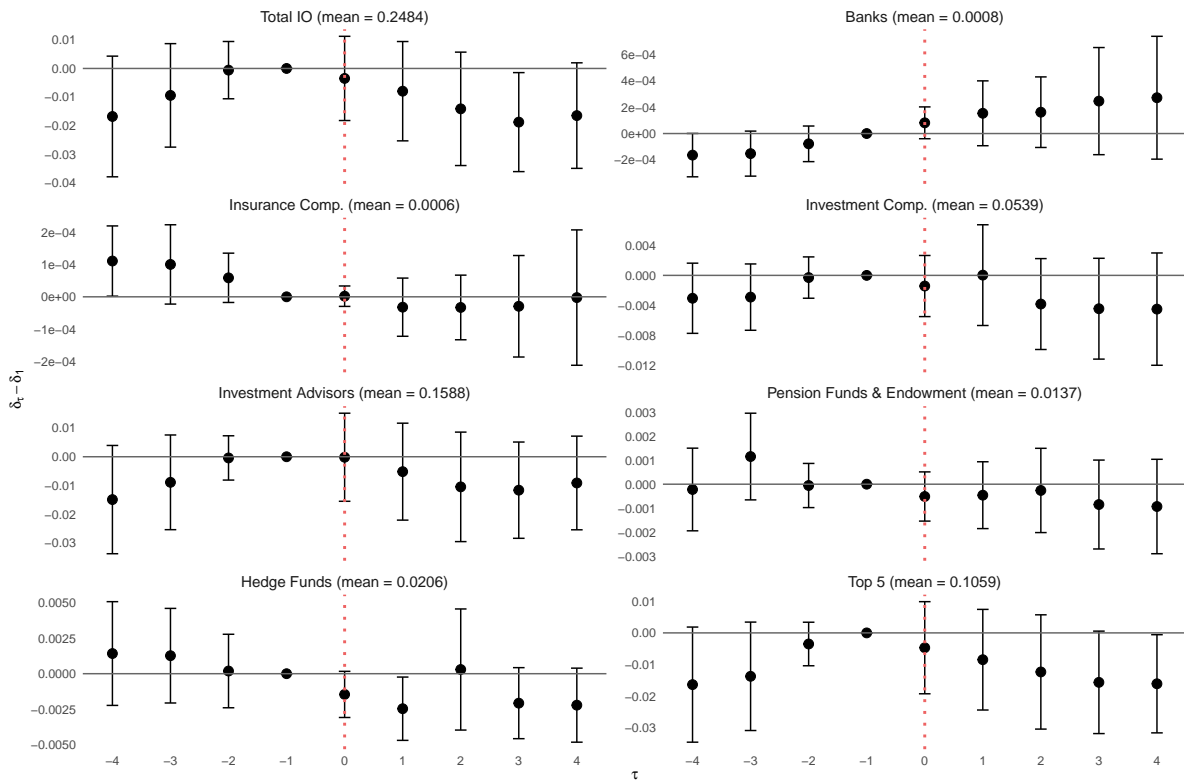 Total IO (mean = 0.2484)
0.01
0.00
−0.01
−0.02
−0.03
−0.04
Banks (mean = 0.0008)
6e−04
4e−04
2e−04
0e+00
−2e−04
Insurance Comp. (mean = 0.0006)
2e−04
1e−04
0e+00
−1e−04
−2e−04
Investment Comp. (mean = 0.0539)
0.004
0.000
−0.004
−0.008
−0.012
δτ − δ1
Investment Advisors (mean = 0.1588)
0.01
0.00
−0.01
−0.02
−0.03
Pension Funds & Endowment (mean = 0.0137)
0.003
0.002
0.001
0.000
−0.001
−0.002
−0.003
Hedge Funds (mean = 0.0206)
0.0050
0.0025
0.0000
−0.0025
−0.0050
−4 −3 −2 −1 0 1 2 3 4
Top 5 (mean = 0.1059)
0.01
0.00
−0.01
−0.02
−0.03
−4 −3 −2 −1 0 1 2 3 4
τ